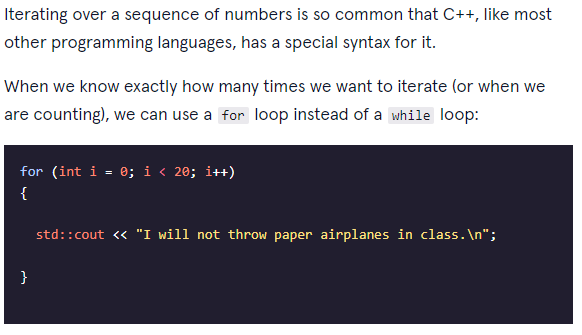 Iterating over a sequence of numbers is so common that C++, like most
other programming languages, has a special syntax for it.
When we know exactly how many times we want to iterate (or when we
are counting), we can use a for loop instead of a while loop:
for (int i = 0; i < 20; i++)
{
std::cout << "I will not throw paper airplanes in class.\n";
}